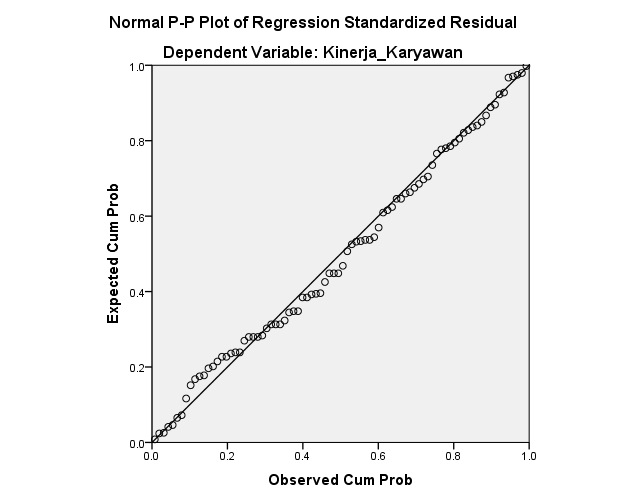 Normal P-P Plot of Regression Standardized Residual
Dependent Variable: Kinerja_Karyawan
Expected Cum Prob
1.0
0.8
0.6
0.4
0.2
0.0
0.0 0.2 0.4 0.6 0.8 1.0
Observed Cum Prob